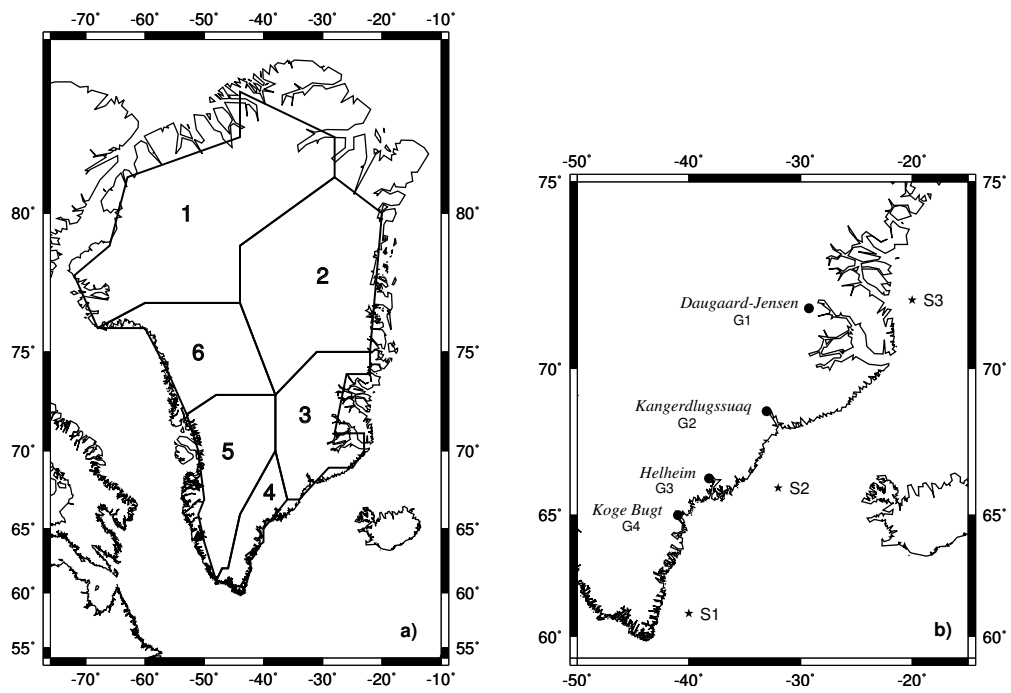 -70° -60° -50° -40° -30° -20° -10°
80° 80°
75° 75°
70° 70°
65° 65°
60° 60°
55° 55°
-70° -60° -50° -40° -30° -20° -10°
1
2
6
3
5
4
a)
-50° -40° -30° -20°
75° 75°
70° 70°
65° 65°
60° 60°
-50° -40° -30° -20°
Daugaard-Jensen
G1
S3
Kangerdlugssuaq
G2
Helheim
G3
S2
Koge Bugt
G4
S1
b)